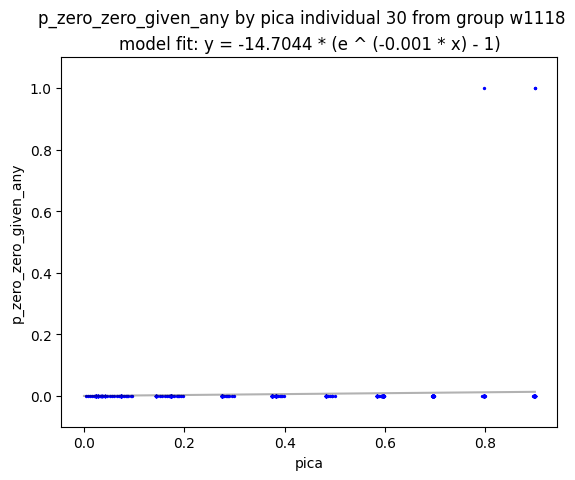 p_zero_zero_given_any by pica individual 30 from group w1118
model fit: y = -14.7044 * (e ^ (-0.001 * x) - 1)
1.0
0.8
0.6
0.4
0.2
0.0
p_zero_zero_given_any
0.0 0.2 0.4 0.6 0.8
pica